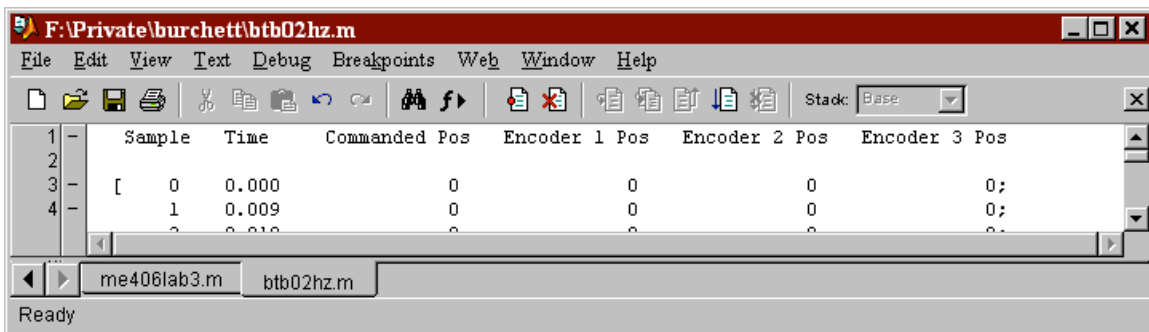 F:\Private\burchett\btb02hz.m
File Edit View Text Debug Breakpoints Web Window Help
Stack: Base
1 Sample Time Commanded Pos Encoder 1 Pos Encoder 2 Pos Encoder 3 Pos
2
3 [ 0 0.000 0 0 0 0;
4 1 0.009 0 0 0 0;
me406lab3.m btb02hz.m
Ready